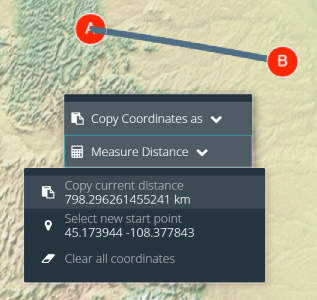 A
B
Copy Coordinates as
Measure Distance
Copy current distance
798.296261455241 km
Select new start point
45.173944 -108.377843
Clear all coordinates